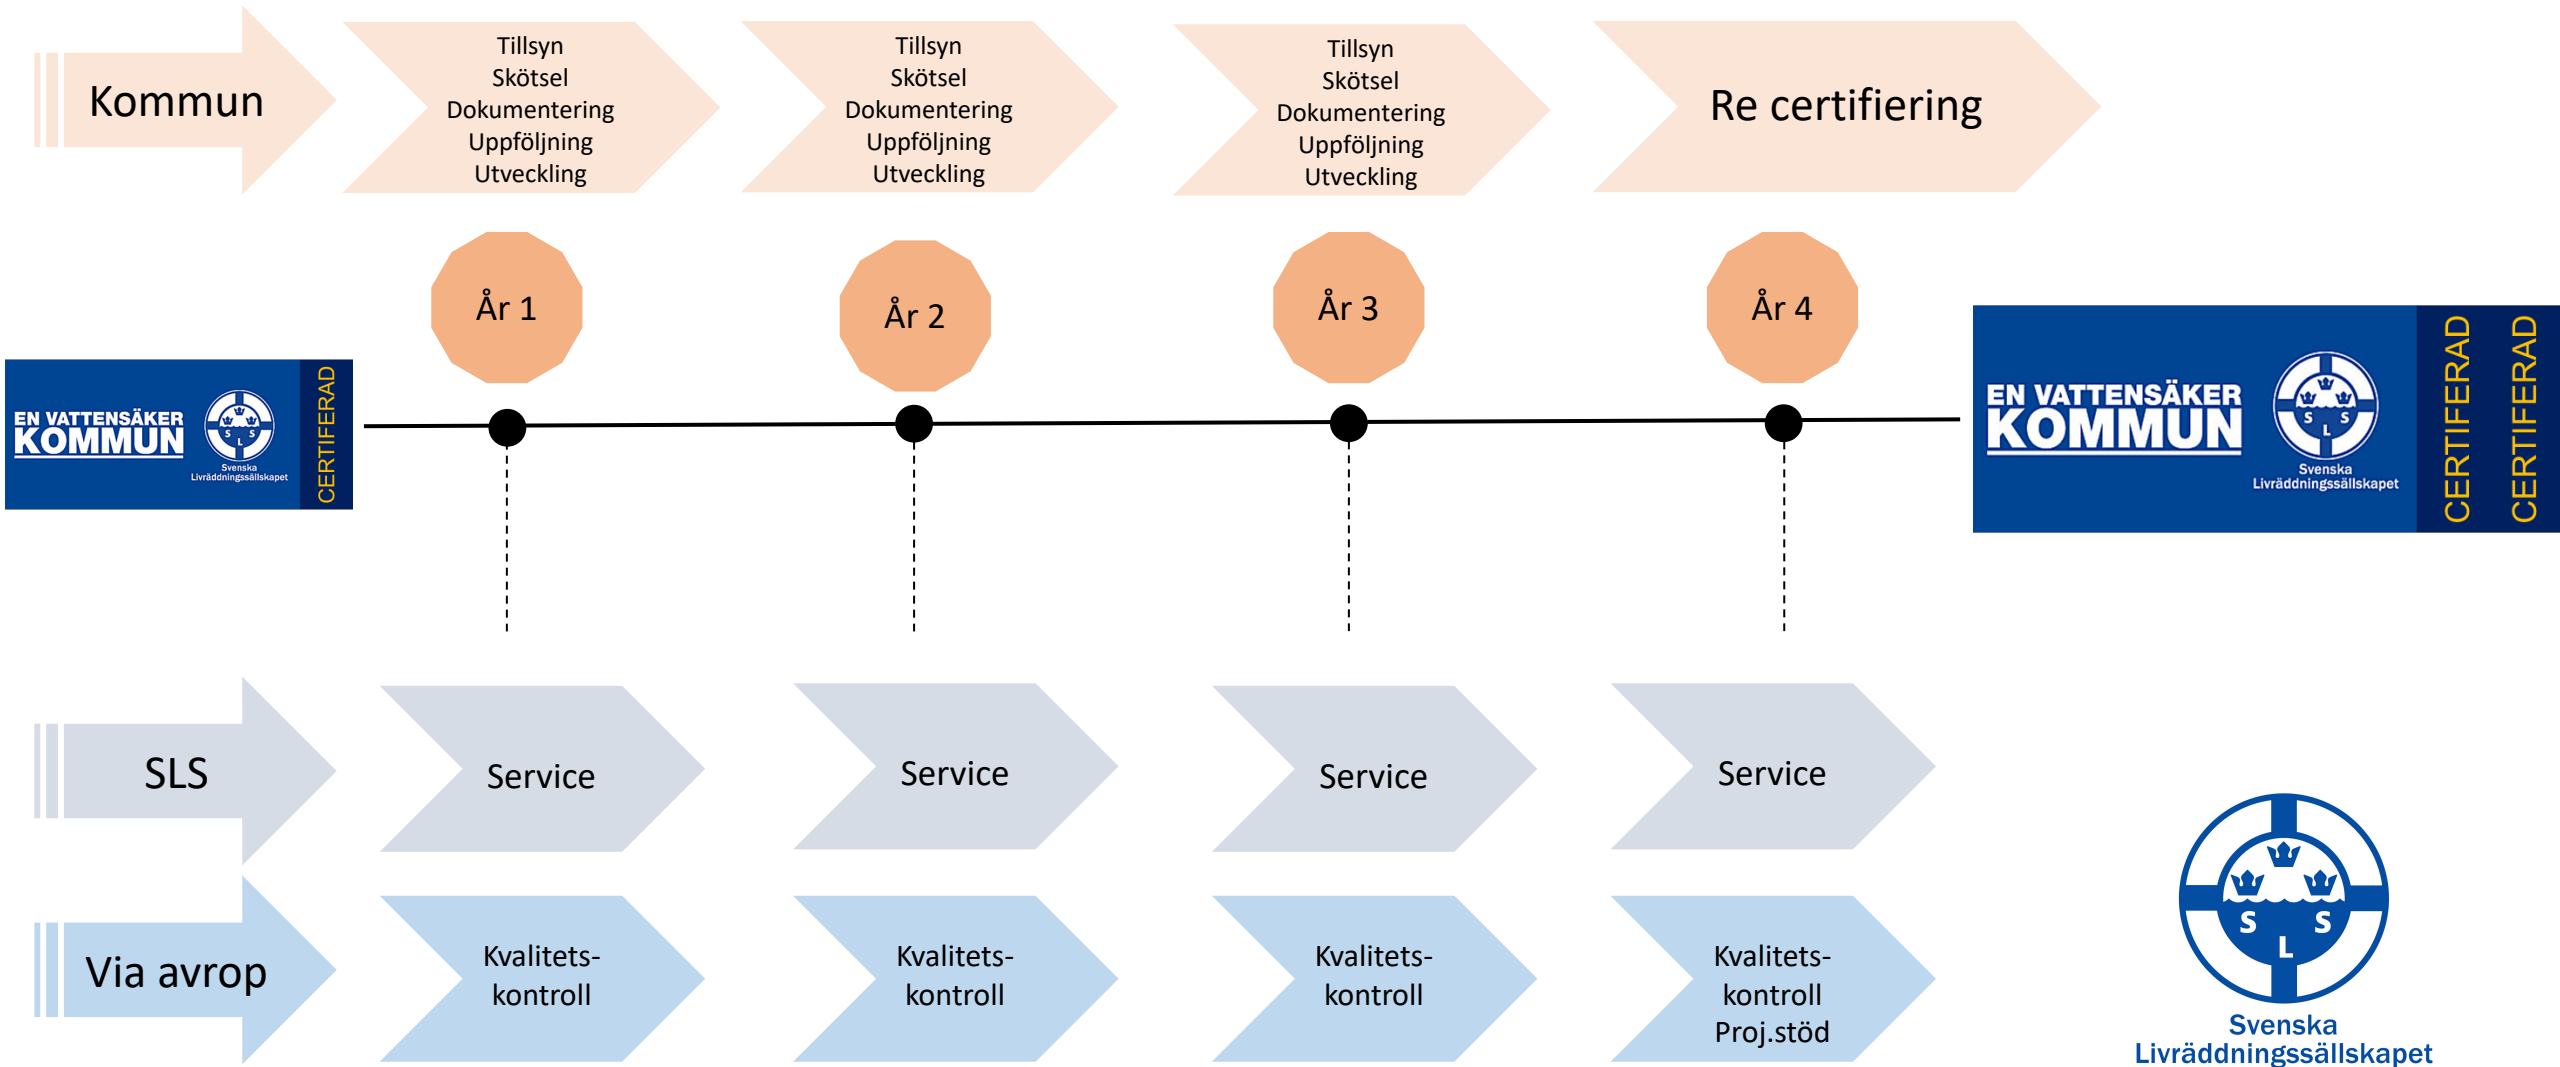 Kommun
Tillsyn
Skötsel
Dokumentering
Uppföljning
Utveckling
Tillsyn
Skötsel
Dokumentering
Uppföljning
Utveckling
Tillsyn
Skötsel
Dokumentering
Uppföljning
Utveckling
Re certifiering
År 1
År 2
År 3
År 4
EN VATTENSÄKER
KOMMUN
S S
L
Svenska
Livräddningssällskapet
CERTIFERAD
EN VATTENSÄKER
KOMMUN
S S
L
Svenska
Livräddningssällskapet
CERTIFERAD
CERTIFERAD
SLS
Service
Service
Service
Service
Via avrop
Kvalitets-
kontroll
Kvalitets-
kontroll
Kvalitets-
kontroll
Kvalitets-
kontroll
Proj.stöd
S S
L
Svenska
Livräddningssällskapet